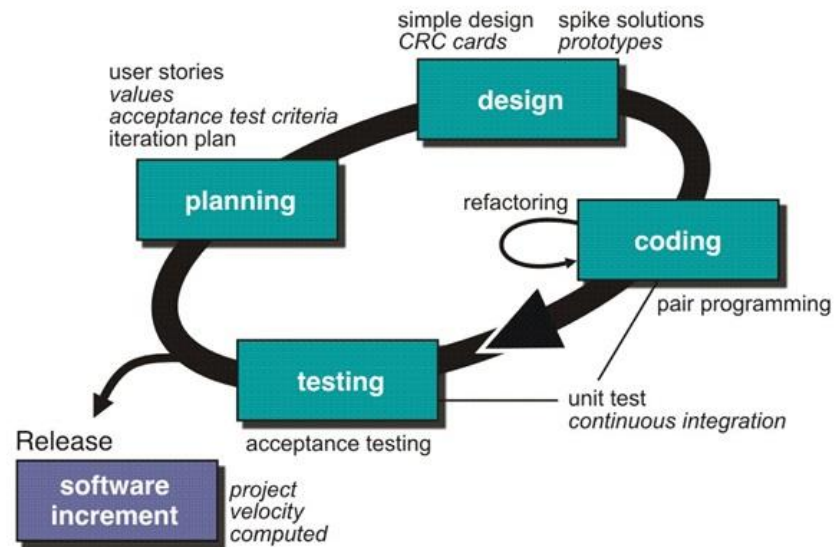 simple design
CRC cards
spike solutions
prototypes
design
user stories
values
acceptance test criteria
iteration plan
planning
refactoring
coding
pair programming
testing
unit test
continuous integration
acceptance testing
Release
software
increment
project
velocity
computed